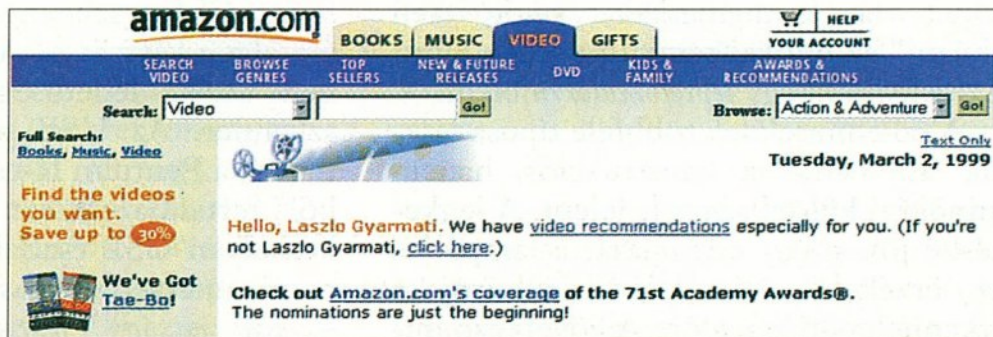 amazon.com
BOOKS MUSIC VIDEO GIFTS
HELP
YOUR ACCOUNT
SEARCH VIDEO BROWSE GENRES TOP SELLERS NEW & FUTURE RELEASES DVD KIDS & FAMILY AWARDS & RECOMMENDATIONS
Search: Video Go! Browse: Action & Adventure Go!
Full Search:
Books, Music, Video
Text Only
Tuesday, March 2, 1999
Find the videos
you want.
Save up to 30%
Hello, Laszlo Gyarmati. We have video recommendations especially for you. (If you're
not Laszlo Gyarmati, click here.)
We've Got
Tae-Bo!
Check out Amazon.com's coverage of the 71st Academy Awards®.
The nominations are just the beginning!